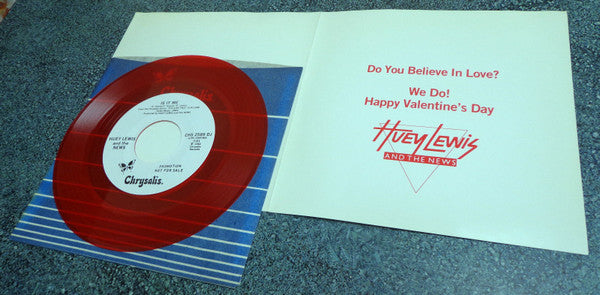 IS IT ME
HUEY LEWIS
and the
NEWS
CHS 2589 DJ
PROMOTION
NOT FOR SALE
Chrysalis.
Do You Believe In Love?
We Do!
Happy Valentine's Day
Huey Lewis
AND THE NEWS